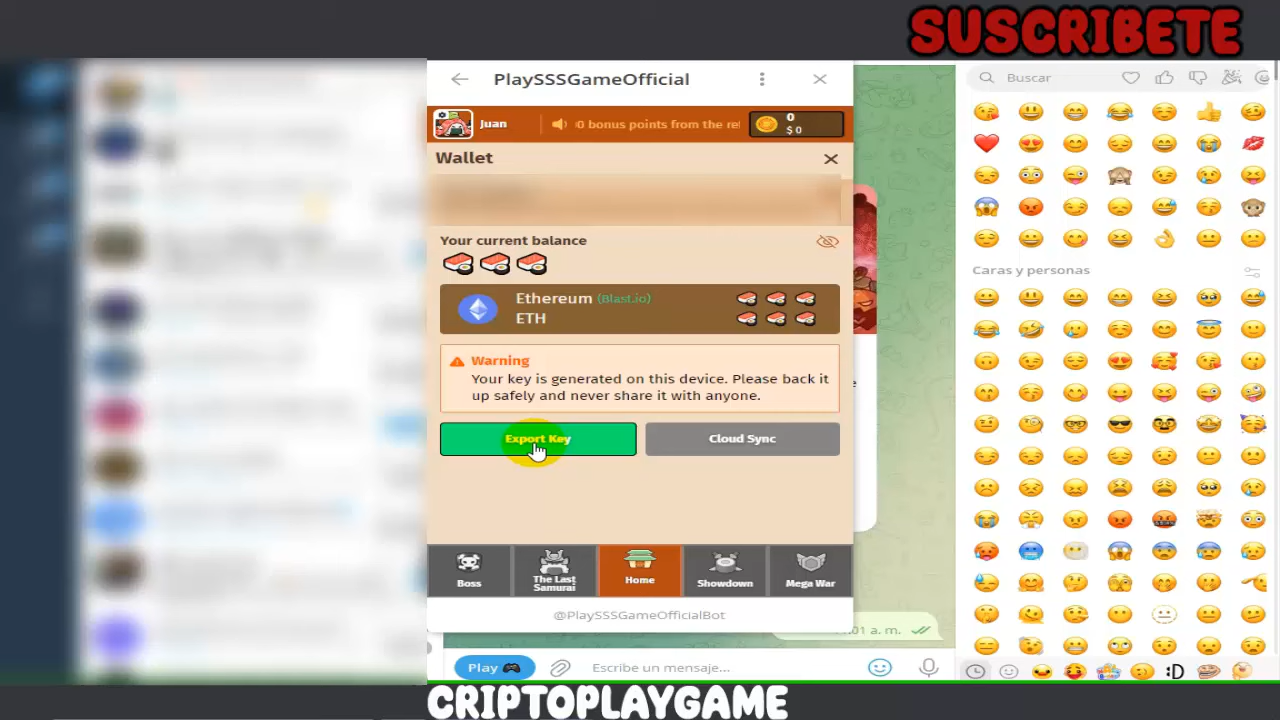 SUSCRIBETE
PlaySSSGameOfficial
Buscar
Juan
0 bonus points from the re
0
$ 0
Wallet
Your current balance
Ethereum (Blast.io)
ETH
Warning
Your key is generated on this device. Please back it
up safely and never share it with anyone.
Export Key
Cloud Sync
Caras y personas
Boss
The Last
Samurai
Home
Showdown
Mega War
@PlaySSSGameOfficialBot
01 a. m.
Play
Escribe un mensaje...
:D
CRIPTOPLAYGAME